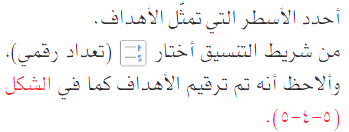 أحدد الأسطر التي تمثّل الأهداف.
من شريط التنسيق أختار (تعداد رقمي).
وألاحظ أنه تم ترقيم الأهداف كما في الشكل
(٥-٤-٥).